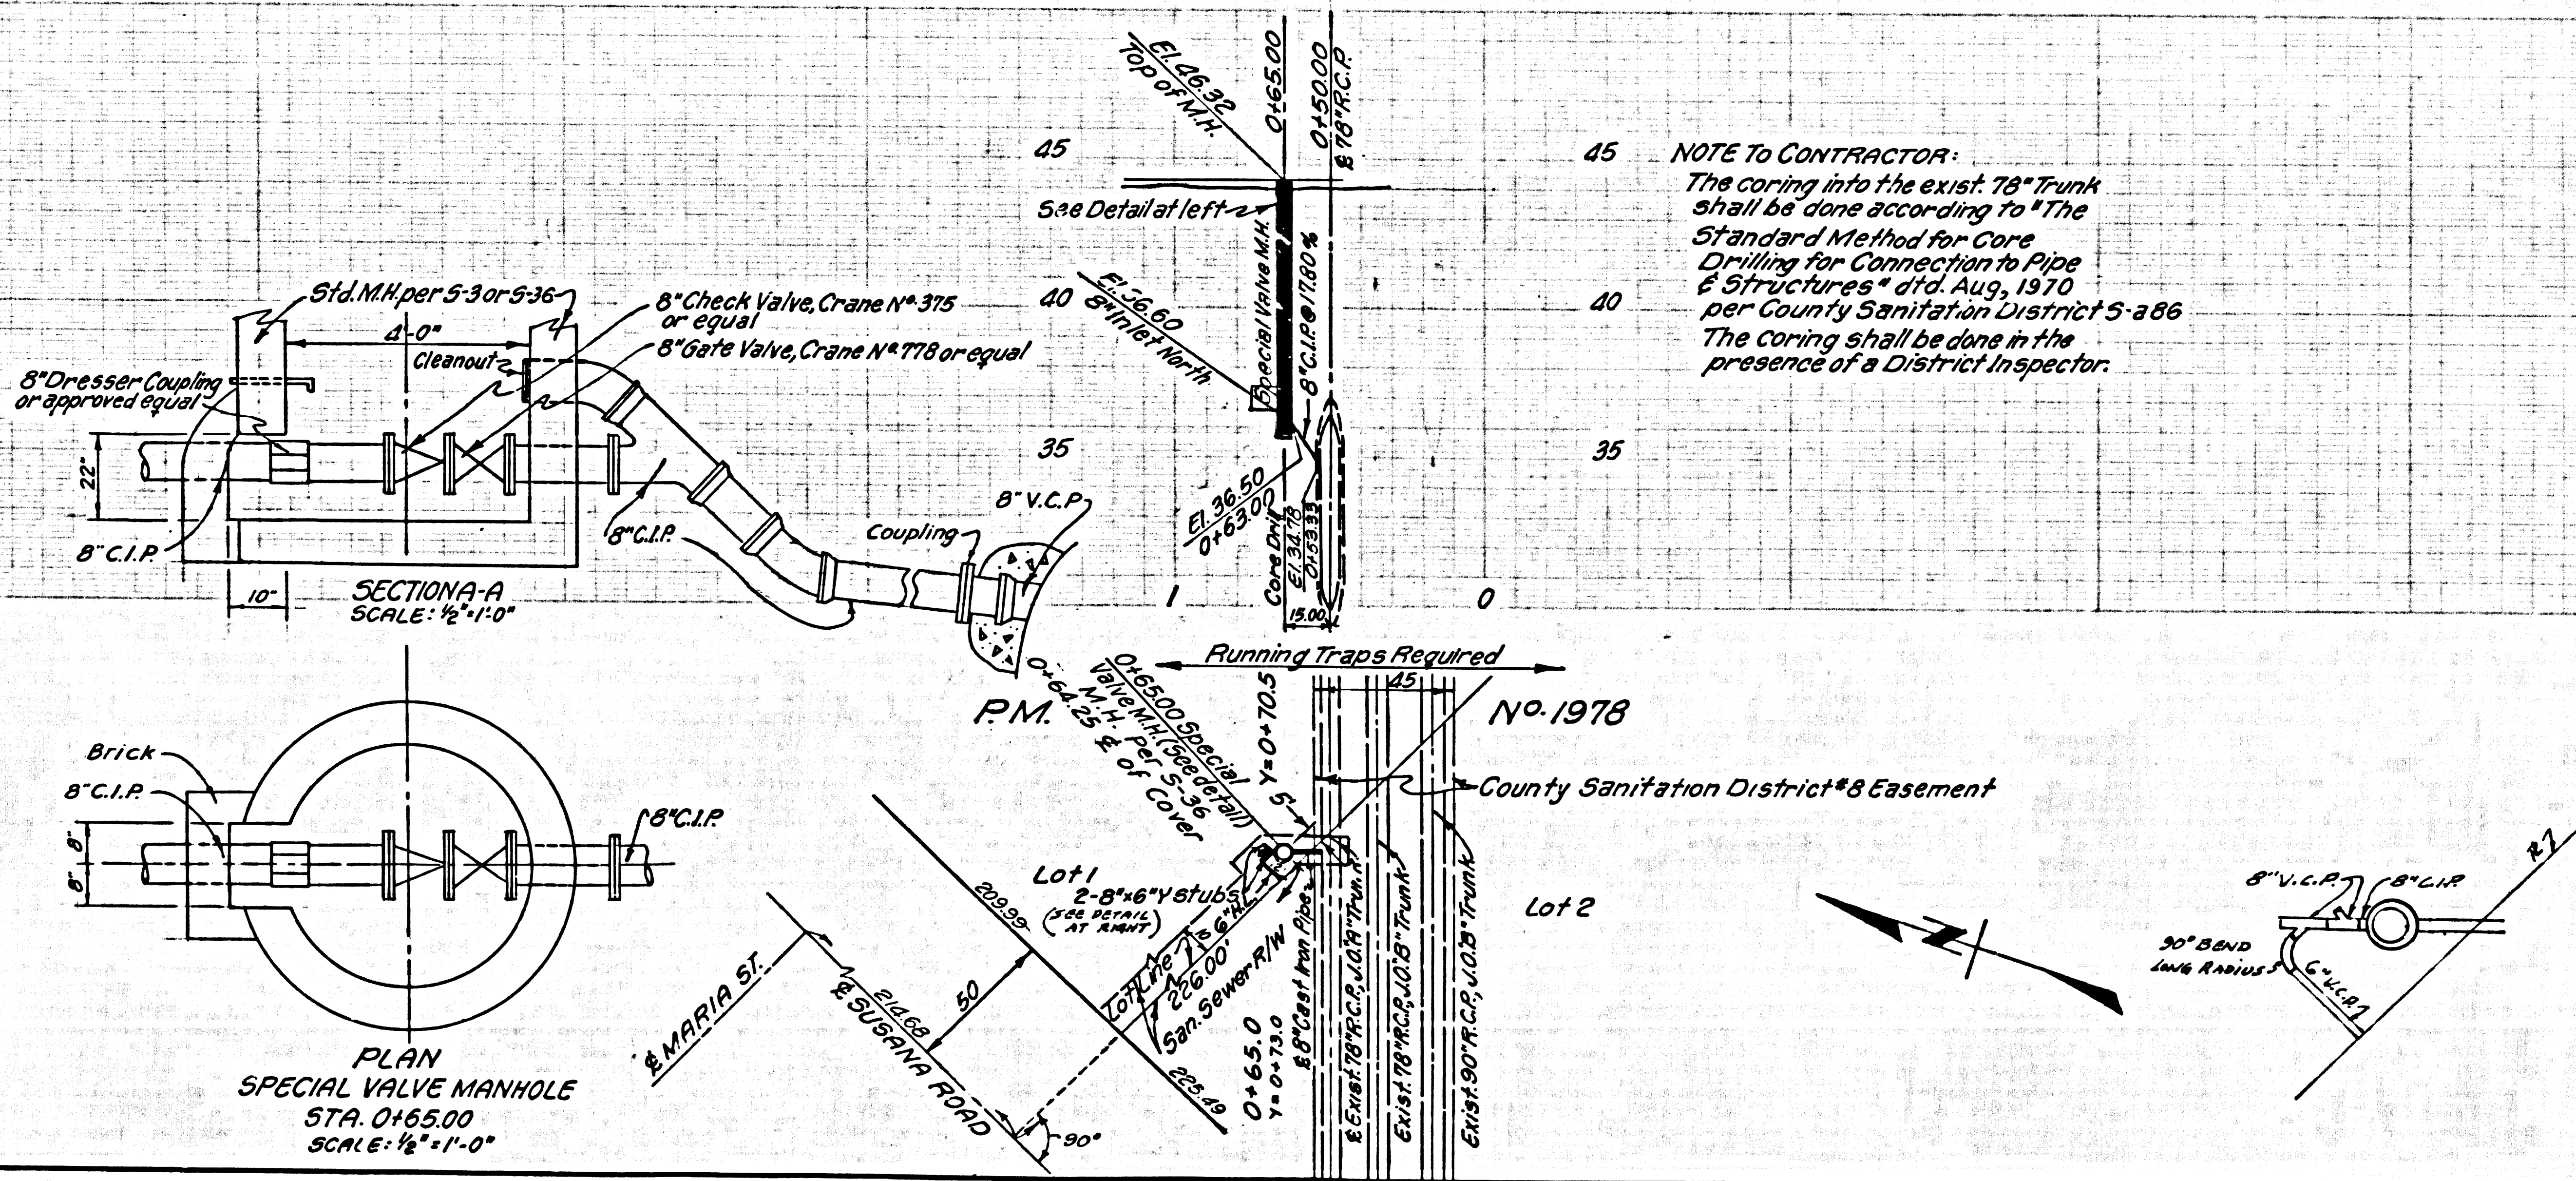 Std. M.H. per S-3 or S-36
4'-0"
Cleanout
8" Check Valve, Crane Nº 375
or equal
8" Gate Valve, Crane Nº 778 or equal
8" Dresser Coupling
or approved equal
22"
8" C.I.P.
10"
8" C.I.P.
Coupling
8" V.C.P.
SECTION A-A
SCALE: ½"=1'-0"
Brick
8" C.I.P.
8"
8"
8" C.I.P.
PLAN
SPECIAL VALVE MANHOLE
STA. 0+65.00
SCALE: ½"=1'-0"
El. 46.32
Top of M.H.
0+65.00
0+50.00
℄ 78" R.C.P.
45
40
35
See Detail at left
Special Valve M.H.
8" C.I.P. @ 17.80 %
8" Inlet North
El. 36.50
0+63.00
Core Drill
El. 34.78
0+53.33
15.00
1
0
45
40
35
NOTE TO CONTRACTOR:
The coring into the exist. 78" Trunk
shall be done according to "The
Standard Method for Core
Drilling for Connection to Pipe
& Structures" dtd. Aug, 1970
per County Sanitation District S-a86
The coring shall be done in the
presence of a District Inspector.
Running Traps Required
45
P.M.
Nº. 1978
0+65.00 Special
Valve M.H. (See detail)
M.H. per S-36
0+64.25 ℄ of Cover
Y=0+70.5
5'
County Sanitation District #8 Easement
Lot 1
2-8"x6" Y Stubs
(SEE DETAIL
AT RIGHT)
Lot 2
209.99
6" H.L.
Lot Line
226.00'
San. Sewer R/W
50
214.68
℄ SUSANA ROAD
℄ MARIA ST.
225.49
90°
0+65.0
Y=0+73.0
℄ 8" Cast Iron Pipe
℄ Exist. 78" R.C.P., J.O. "A" Trunk
Exist. 78" R.C.P., J.O. "B" Trunk
Exist. 90" R.C.P., J.O. "B" Trunk
N
8" V.C.P.
8" C.I.P.
90° BEND
LONG RADIUS
6" V.C.P.